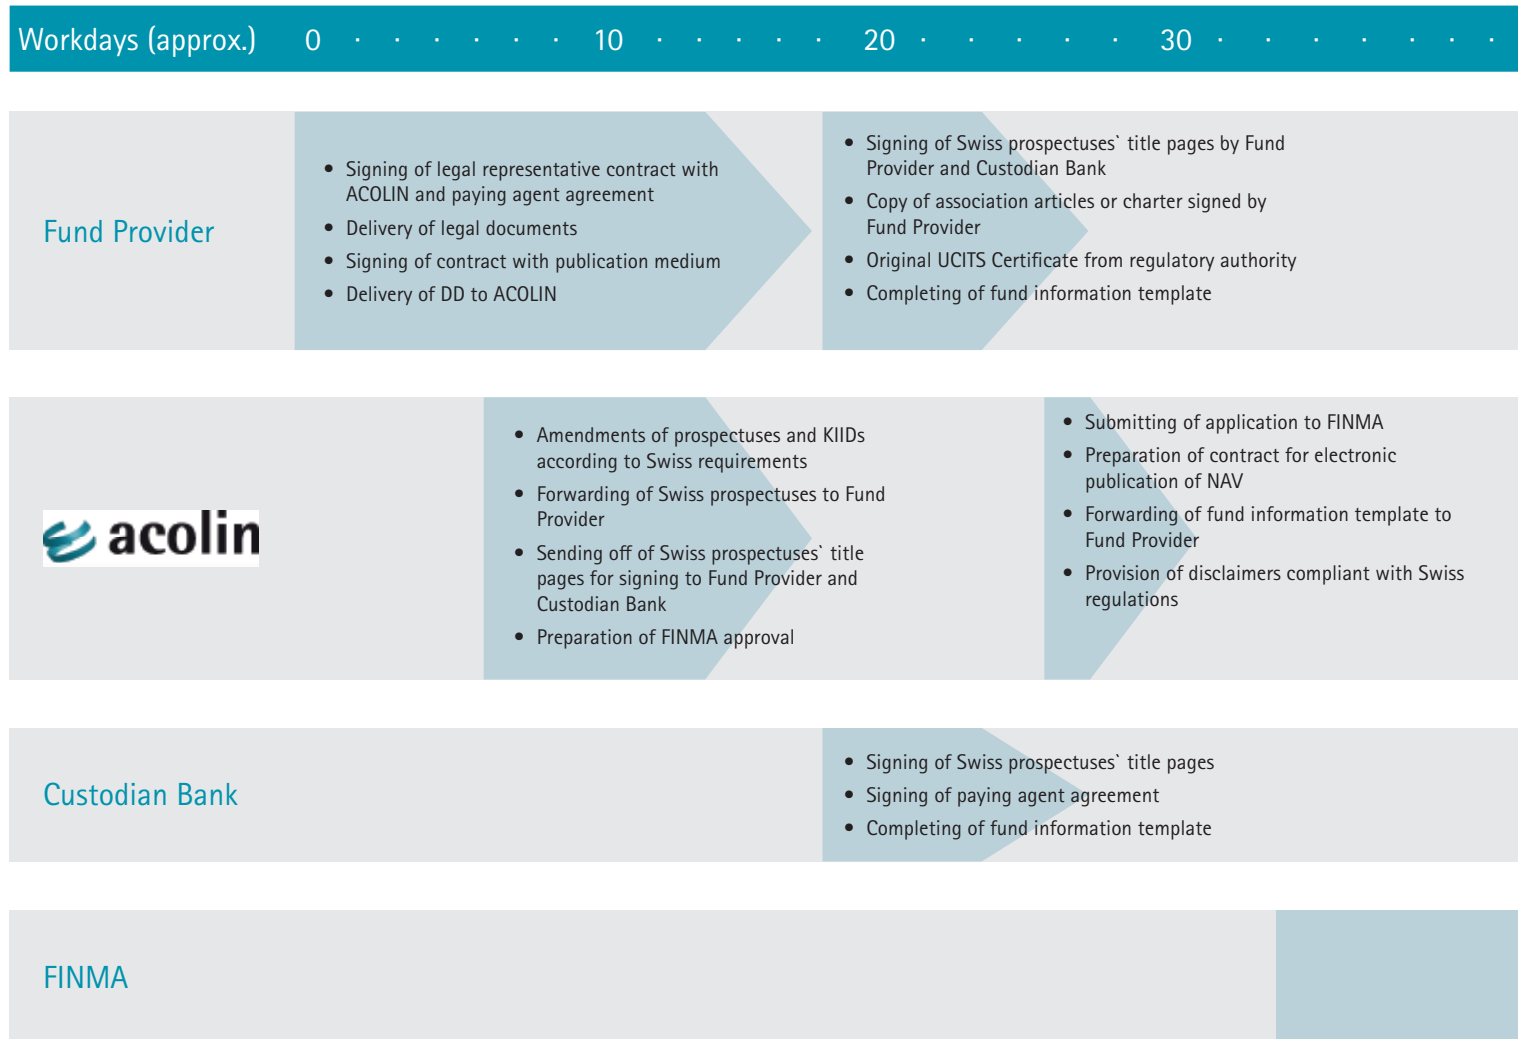 Workdays (approx.) 0 · · · · · · 10 · · · · · 20 · · · · · 30 · · · · · · ·
Fund Provider
• Signing of legal representative contract with
ACOLIN and paying agent agreement
• Delivery of legal documents
• Signing of contract with publication medium
• Delivery of DD to ACOLIN
• Signing of Swiss prospectuses` title pages by Fund
Provider and Custodian Bank
• Copy of association articles or charter signed by
Fund Provider
• Original UCITS Certificate from regulatory authority
• Completing of fund information template
acolin
• Amendments of prospectuses and KIIDs
according to Swiss requirements
• Forwarding of Swiss prospectuses to Fund
Provider
• Sending off of Swiss prospectuses` title
pages for signing to Fund Provider and
Custodian Bank
• Preparation of FINMA approval
• Submitting of application to FINMA
• Preparation of contract for electronic
publication of NAV
• Forwarding of fund information template to
Fund Provider
• Provision of disclaimers compliant with Swiss
regulations
Custodian Bank
• Signing of Swiss prospectuses` title pages
• Signing of paying agent agreement
• Completing of fund information template
FINMA